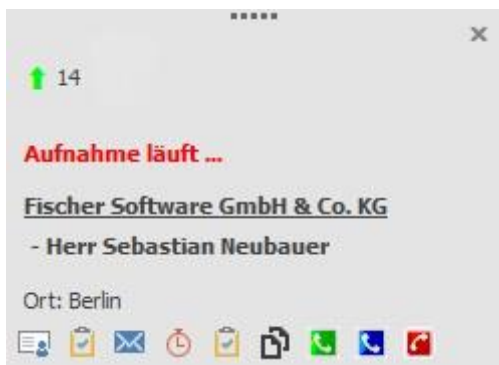 14
Aufnahme läuft ...
Fischer Software GmbH & Co. KG
- Herr Sebastian Neubauer
Ort: Berlin